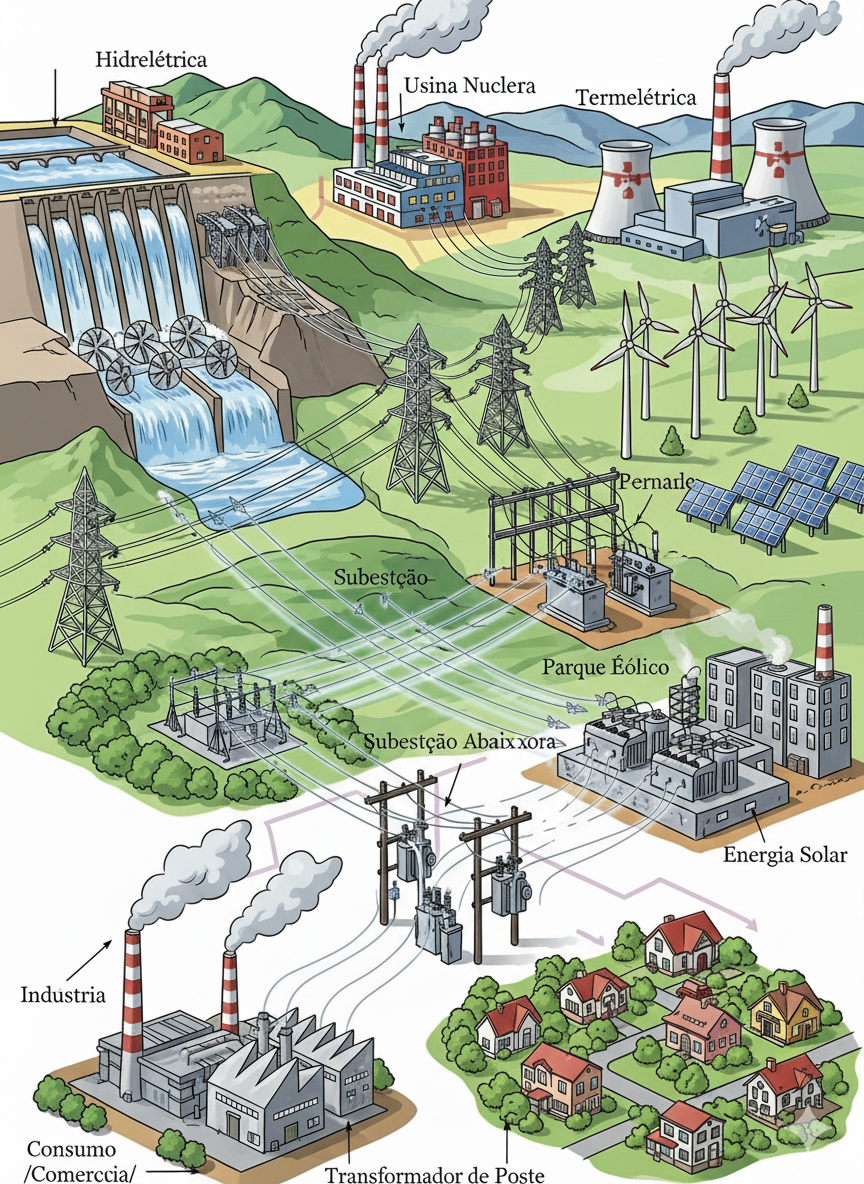 Hidrelétrica
Usina Nuclera
Termelétrica
Pernarle
Subestção
Parque Éólico
Subestção Abaixxora
Energia Solar
Industria
Consumo
/Comerccia/
Transformador de Poste